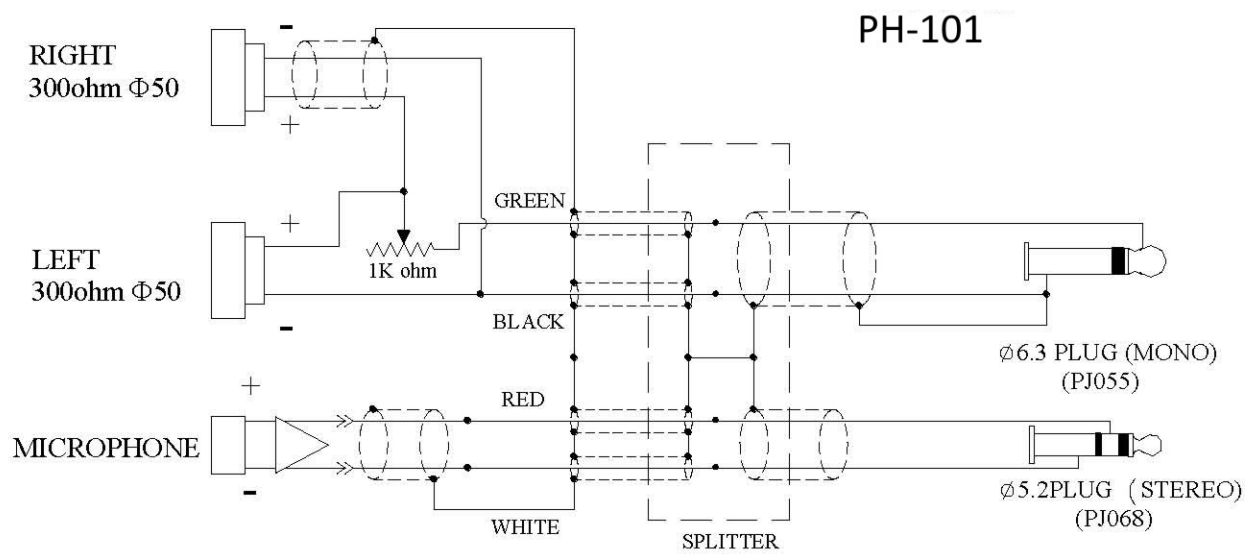 PH-101
-
RIGHT
300ohm Φ50
+
GREEN
+
LEFT
300ohm Φ50
1K ohm
-
BLACK
⌀6.3 PLUG (MONO)
(PJ055)
+
RED
MICROPHONE
-
⌀5.2PLUG ( STEREO)
(PJ068)
WHITE
SPLITTER